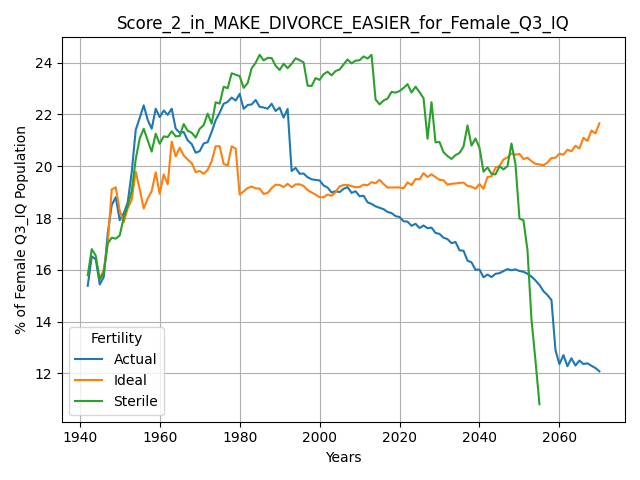 Score_2_in_MAKE_DIVORCE_EASIER_for_Female_Q3_IQ
% of Female Q3_IQ Population
24
22
20
18
16
14
12
Fertility
Actual
Ideal
Sterile
1940 1960 1980 2000 2020 2040 2060
Years